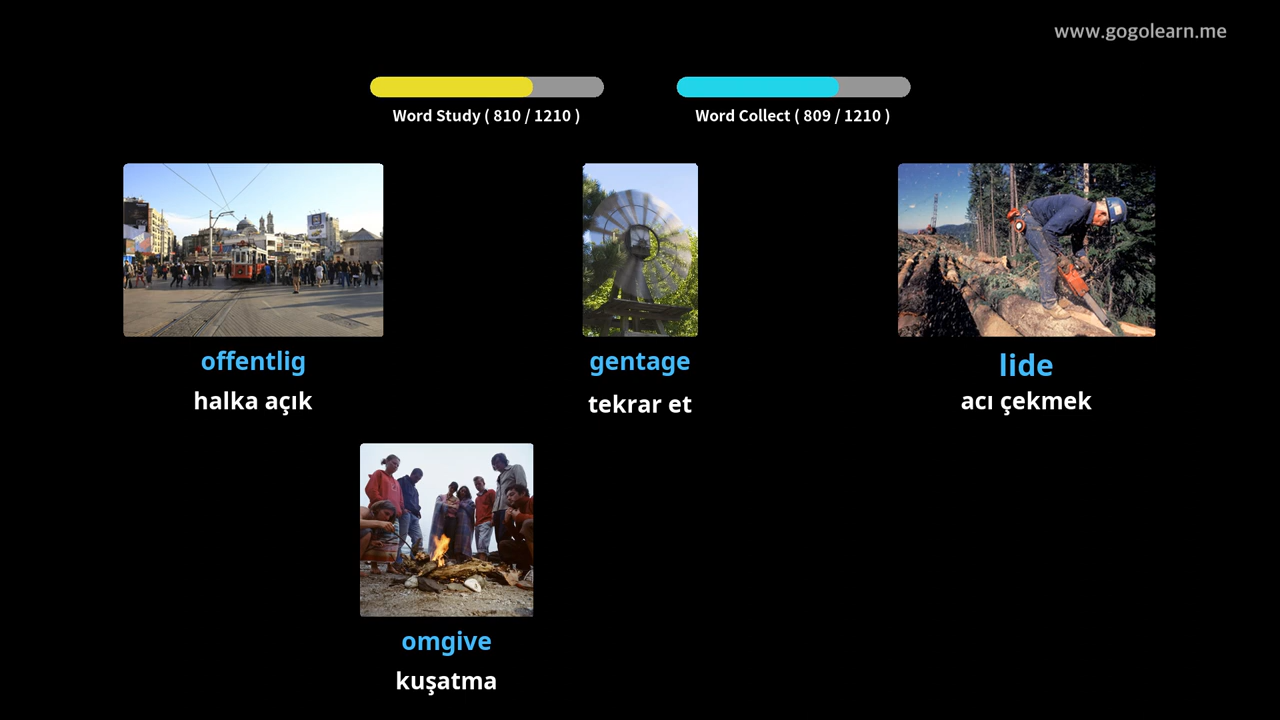 www.gogolearn.me
Word Study ( 810 / 1210 )
Word Collect ( 809 / 1210 )
offentlig
gentage
lide
halka açık
tekrar et
acı çekmek
omgive
kuşatma